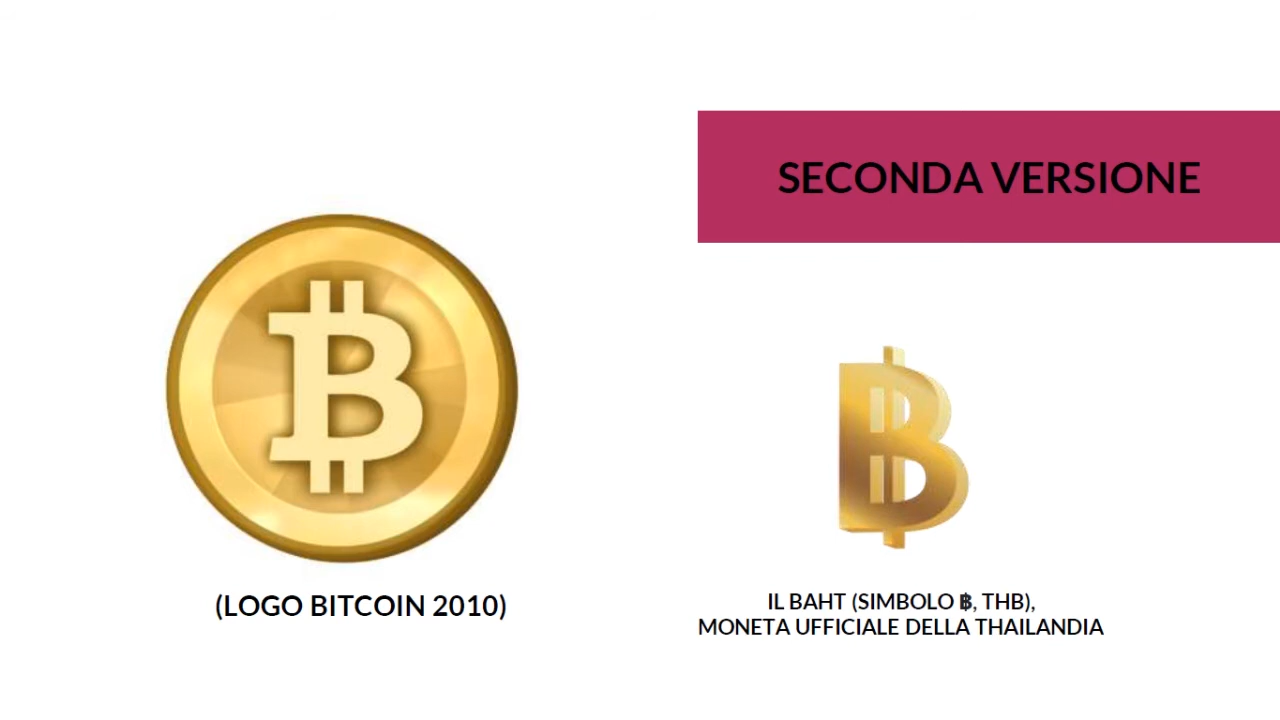 SECONDA VERSIONE
(LOGO BITCOIN 2010)
IL BAHT (SIMBOLO ฿, THB),
MONETA UFFICIALE DELLA THAILANDIA